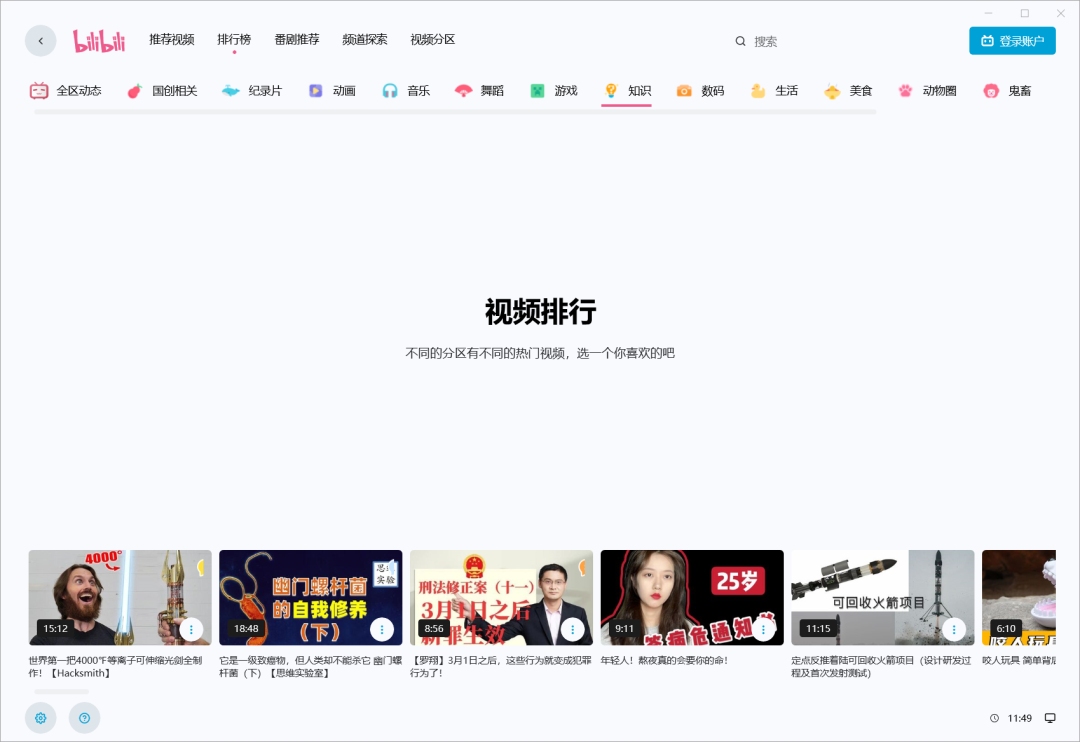 bilibili
推荐视频
排行榜
番剧推荐
频道探索
视频分区
搜索
登录账户
全区动态
国创相关
纪录片
动画
音乐
舞蹈
游戏
知识
数码
生活
美食
动物圈
鬼畜
视频排行
不同的分区有不同的热门视频，选一个你喜欢的吧
4000°
15:12
幽门螺杆菌
的自我修养
（下）
实验
18:48
刑法修正案（十一）
3月1日之后
新罪生效
8:56
25岁
病危通知
9:11
可回收火箭项目
11:15
咬人玩具
6:10
世界第一把4000°F等离子可伸缩光剑全制
作！【Hacksmith】
它是一级致癌物，但人类却不能杀它 幽门螺
杆菌（下）【思维实验室】
【罗翔】3月1日之后，这些行为就变成犯罪
行为了！
年轻人！熬夜真的会要你的命！
定点反推着陆可回收火箭项目（设计研发过
程及首次发射测试)
咬人玩具 简单背后
11:49